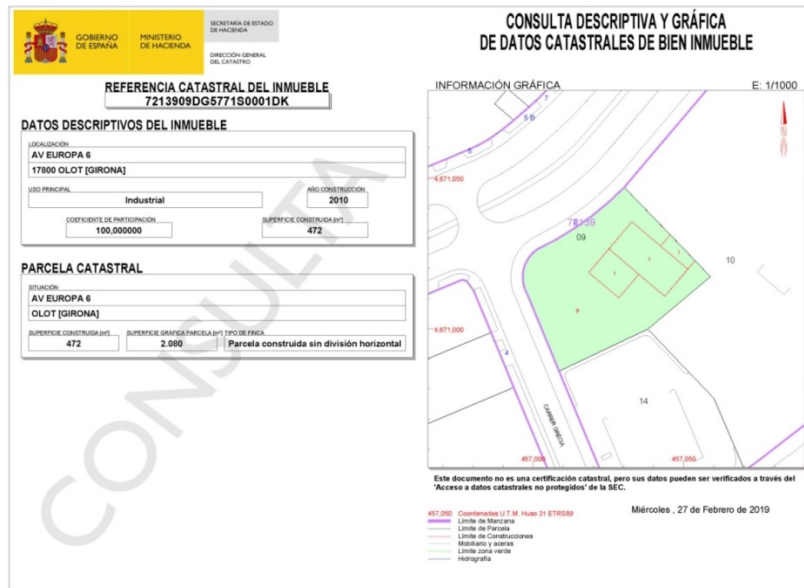 GOBIERNO
DE ESPAÑA
MINISTERIO
DE HACIENDA
SECRETARÍA DE ESTADO
DE HACIENDA
DIRECCIÓN GENERAL
DEL CATASTRO
CONSULTA DESCRIPTIVA Y GRÁFICA
DE DATOS CATASTRALES DE BIEN INMUEBLE
REFERENCIA CATASTRAL DEL INMUEBLE
7213909DG5771S0001DK
DATOS DESCRIPTIVOS DEL INMUEBLE
LOCALIZACIÓN
AV EUROPA 6
17800 OLOT [GIRONA]
USO PRINCIPAL
AÑO CONSTRUCCIÓN
Industrial
2010
COEFICIENTE DE PARTICIPACIÓN
SUPERFICIE CONSTRUIDA [m²]
100,000000
472
PARCELA CATASTRAL
SITUACIÓN
AV EUROPA 6
OLOT [GIRONA]
SUPERFICIE CONSTRUIDA [m²]
SUPERFICIE GRÁFICA PARCELA [m²]
TIPO DE FINCA
472
2.080
Parcela construida sin división horizontal
CONSULTA
INFORMACIÓN GRÁFICA
E: 1/1000
7
5 B
5
4,671,050
09
10
I
I
I
P
4,671,000
4
14
CARRER GRÈCIA
457,000
457,050
Este documento no es una certificación catastral, pero sus datos pueden ser verificados a través del
'Acceso a datos catastrales no protegidos' de la SEC.
457,050 Coordenadas U.T.M. Huso 31 ETRS89
Límite de Manzana
Límite de Parcela
Límite de Construcciones
Mobiliario y aceras
Límite zona verde
Hidrografía
Miércoles , 27 de Febrero de 2019